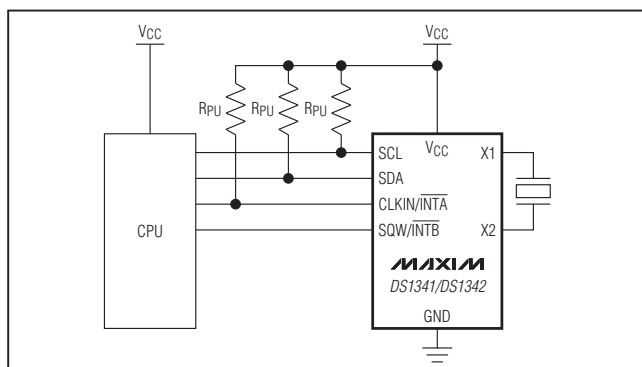 VCC
VCC
RPU
RPU
RPU
SCL
VCC
X1
SDA
CLKIN/INTA
CPU
SQW/INTB
X2
MAXIM
DS1341/DS1342
GND